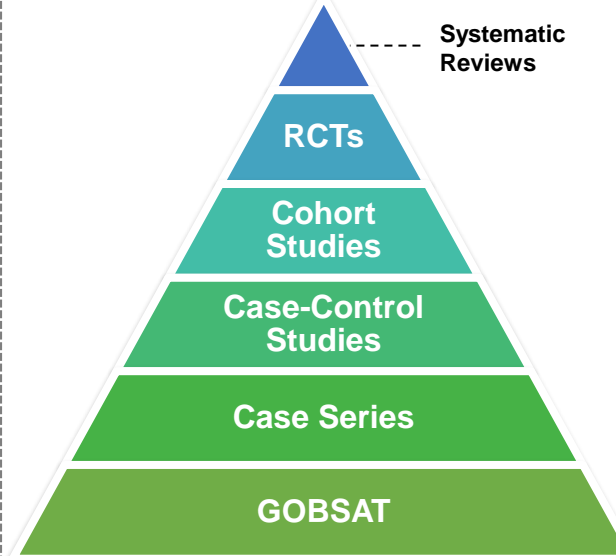 Systematic
Reviews
RCTs
Cohort
Studies
Case-Control
Studies
Case Series
GOBSAT